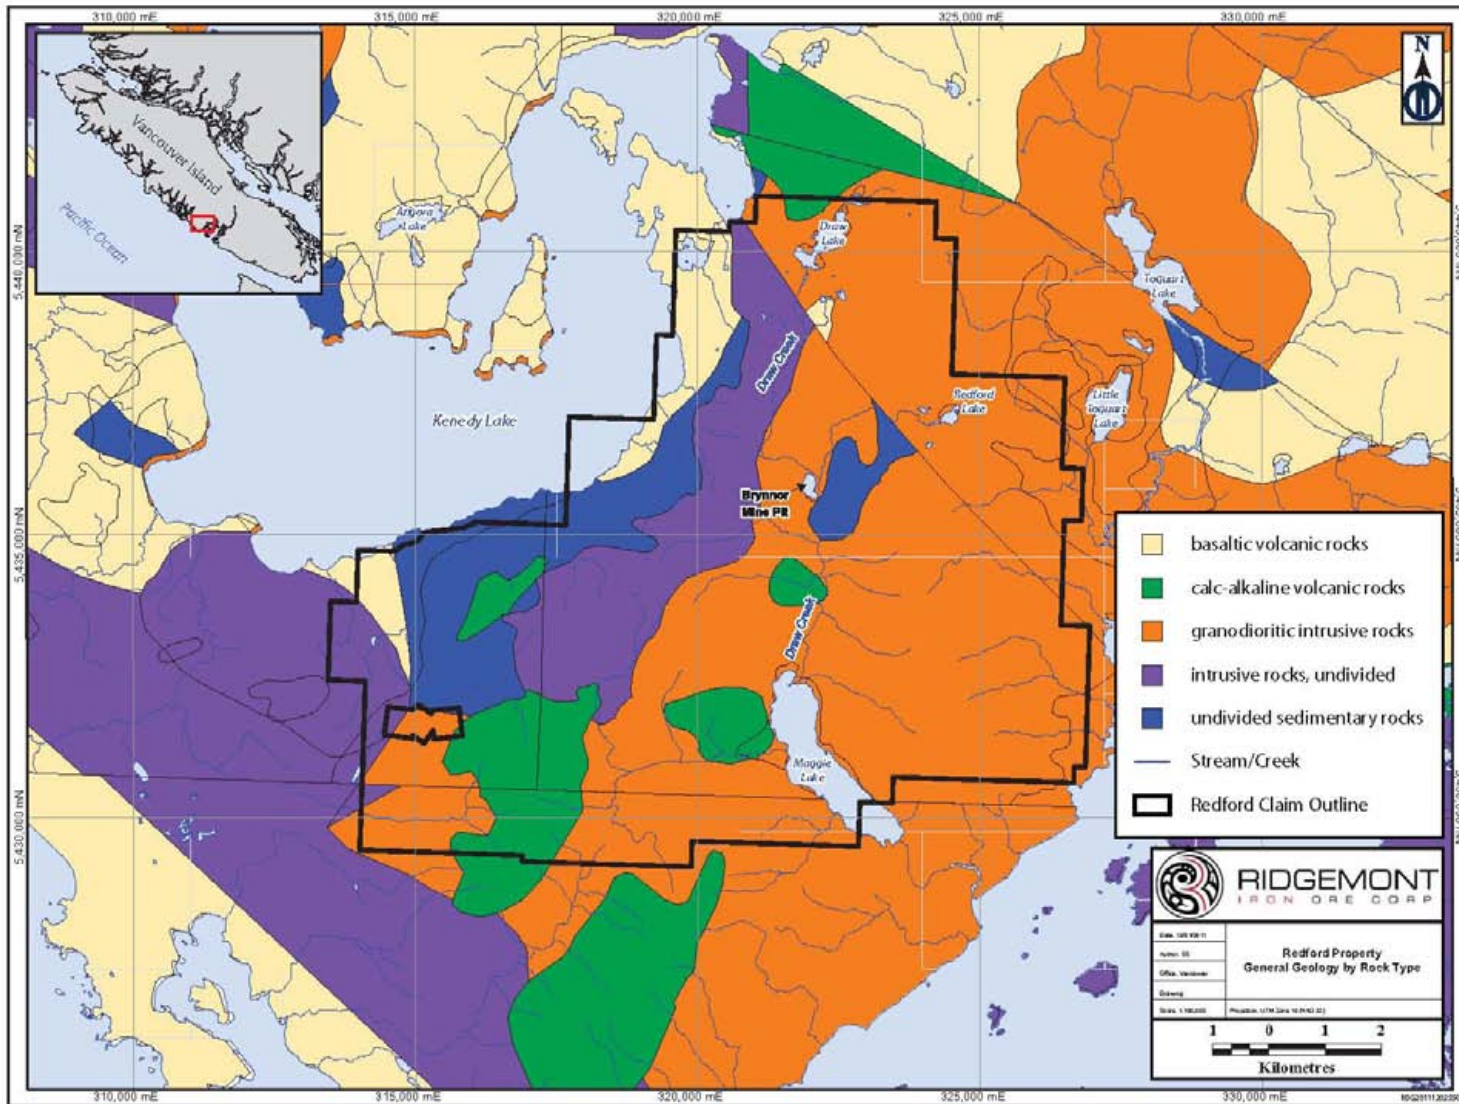 310,000 mE
315,000 mE
320,000 mE
325,000 mE
330,000 mE
N
Vancouver Island
Pacific Ocean
Angora
Lake
Draw
Lake
Toquart
Lake
5,440,000 mN
Draw Creek
Kenedy Lake
Redford
Lake
Little
Toquart
Lake
Brynnor
Mine Pit
5,435,000 mN
Draw Creek
Maggie
Lake
5,430,000 mN
basaltic volcanic rocks
calc-alkaline volcanic rocks
granodioritic intrusive rocks
intrusive rocks, undivided
undivided sedimentary rocks
Stream/Creek
Redford Claim Outline
RIDGEMONT
IRON ORE CORP
Office, Vancouver
Redford Property
General Geology by Rock Type
1 0 1 2
Kilometres
310,000 mE
315,000 mE
320,000 mE
325,000 mE
330,000 mE